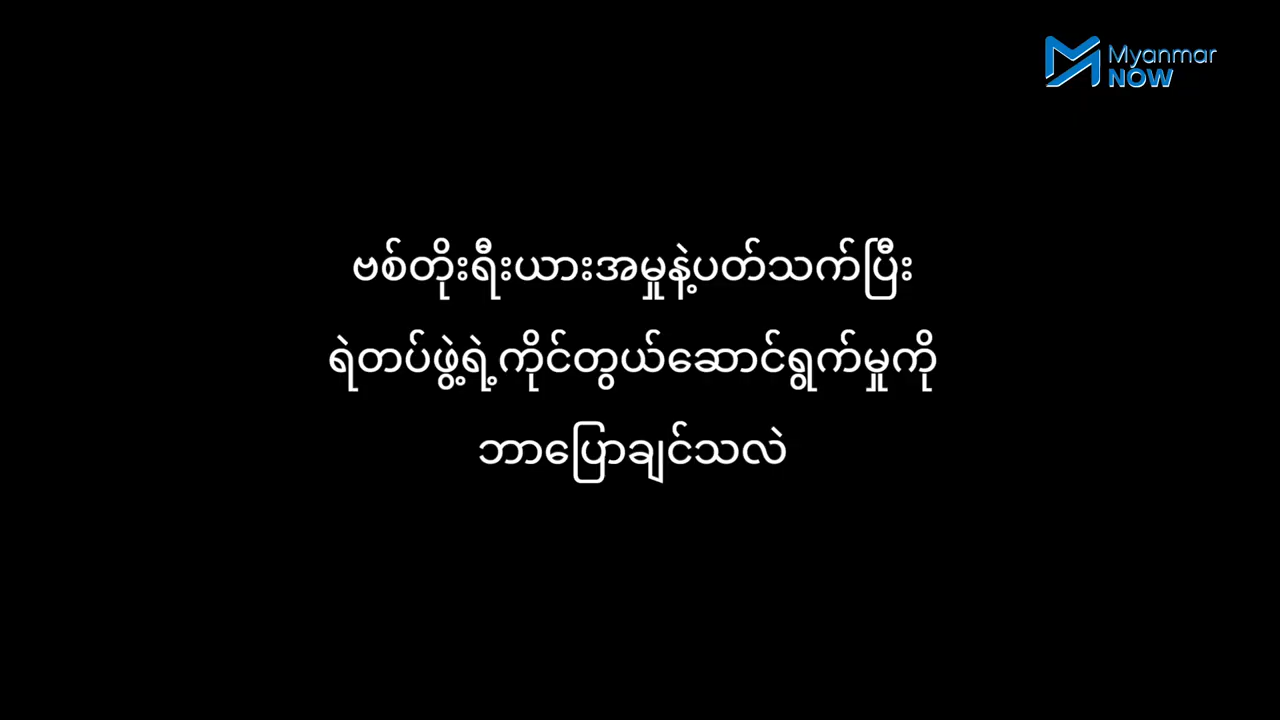 Myanmar
NOW
ဗစ်တိုးရီးယားအမှုနဲ့ပတ်သက်ပြီး
ရဲတပ်ဖွဲ့ရဲ့ကိုင်တွယ်ဆောင်ရွက်မှုကို
ဘာပြောချင်သလဲ